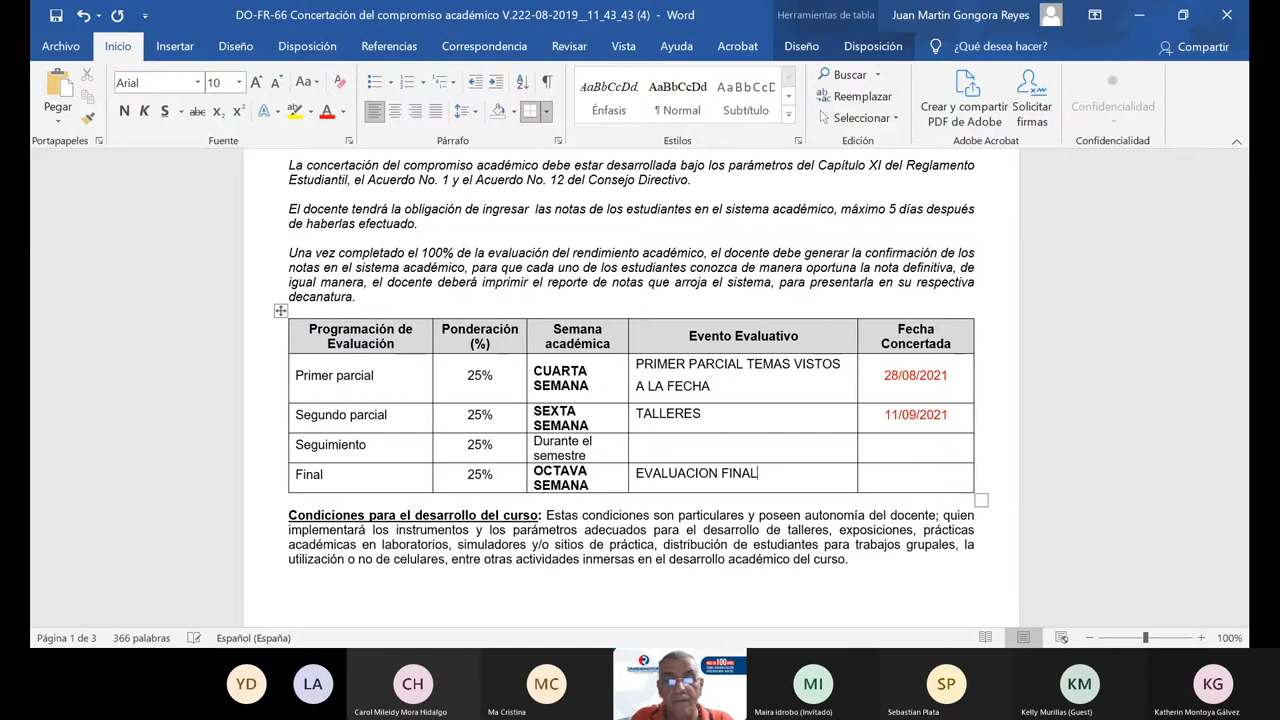 DO-FR-66 Concertación del compromiso académico V.222-08-2019__11_43_43 (4) - Word
Herramientas de tabla
Juan Martin Gongora Reyes
Archivo Inicio Insertar Diseño Disposición Referencias Correspondencia Revisar Vista Ayuda Acrobat Diseño Disposición ¿Qué desea hacer? Compartir
Pegar
Arial 10
Portapapeles Fuente Párrafo Estilos Edición Adobe Acrobat Confidencialidad
AaBbCcDd. AaBbCcDd AaBbCcD
Énfasis ¶ Normal Subtítulo
Buscar
Reemplazar
Seleccionar
Crear y compartir PDF de Adobe
Solicitar firmas
Confidencialidad
La concertación del compromiso académico debe estar desarrollada bajo los parámetros del Capítulo XI del Reglamento
Estudiantil, el Acuerdo No. 1 y el Acuerdo No. 12 del Consejo Directivo.
El docente tendrá la obligación de ingresar las notas de los estudiantes en el sistema académico, máximo 5 días después
de haberlas efectuado.
Una vez completado el 100% de la evaluación del rendimiento académico, el docente debe generar la confirmación de los
notas en el sistema académico, para que cada uno de los estudiantes conozca de manera oportuna la nota definitiva, de
igual manera, el docente deberá imprimir el reporte de notas que arroja el sistema, para presentarla en su respectiva
decanatura.
Programación de Evaluación
Ponderación (%)
Semana académica
Evento Evaluativo
Fecha Concertada
Primer parcial
25%
CUARTA SEMANA
PRIMER PARCIAL TEMAS VISTOS
A LA FECHA
28/08/2021
Segundo parcial
25%
SEXTA SEMANA
TALLERES
11/09/2021
Seguimiento
25%
Durante el semestre
Final
25%
OCTAVA SEMANA
EVALUACION FINAL
Condiciones para el desarrollo del curso: Estas condiciones son particulares y poseen autonomía del docente; quien
implementará los instrumentos y los parámetros adecuados para el desarrollo de talleres, exposiciones, prácticas
académicas en laboratorios, simuladores y/o sitios de práctica, distribución de estudiantes para trabajos grupales, la
utilización o no de celulares, entre otras actividades inmersas en el desarrollo académico del curso.
Página 1 de 3 366 palabras Español (España) 100%
YD LA CH MC MI SP KM KG
UNIREMINGTON
Carol Mileidy Mora Hidalgo
Ma Cristina
Maira idrobo (Invitado)
Sebastian Plata
Kelly Murillas (Guest)
Katherin Montoya Gálvez